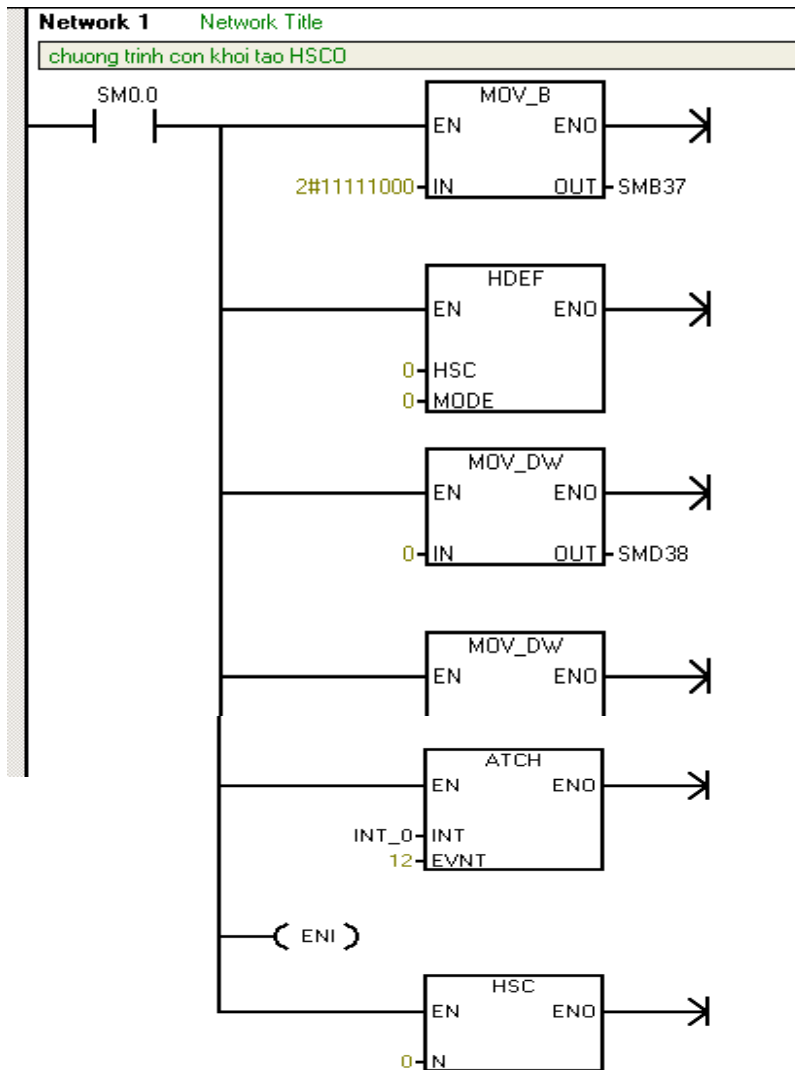 Network 1 Network Title
chuong trinh con khoi tao HSC0
SM0.0
MOV_B
EN ENO
2#11111000 IN OUT SMB37
HDEF
EN ENO
0 HSC
0 MODE
MOV_DW
EN ENO
0 IN OUT SMD38
MOV_DW
EN ENO
ATCH
EN ENO
INT_0 INT
12 EVNT
ENI
HSC
EN ENO
0 N